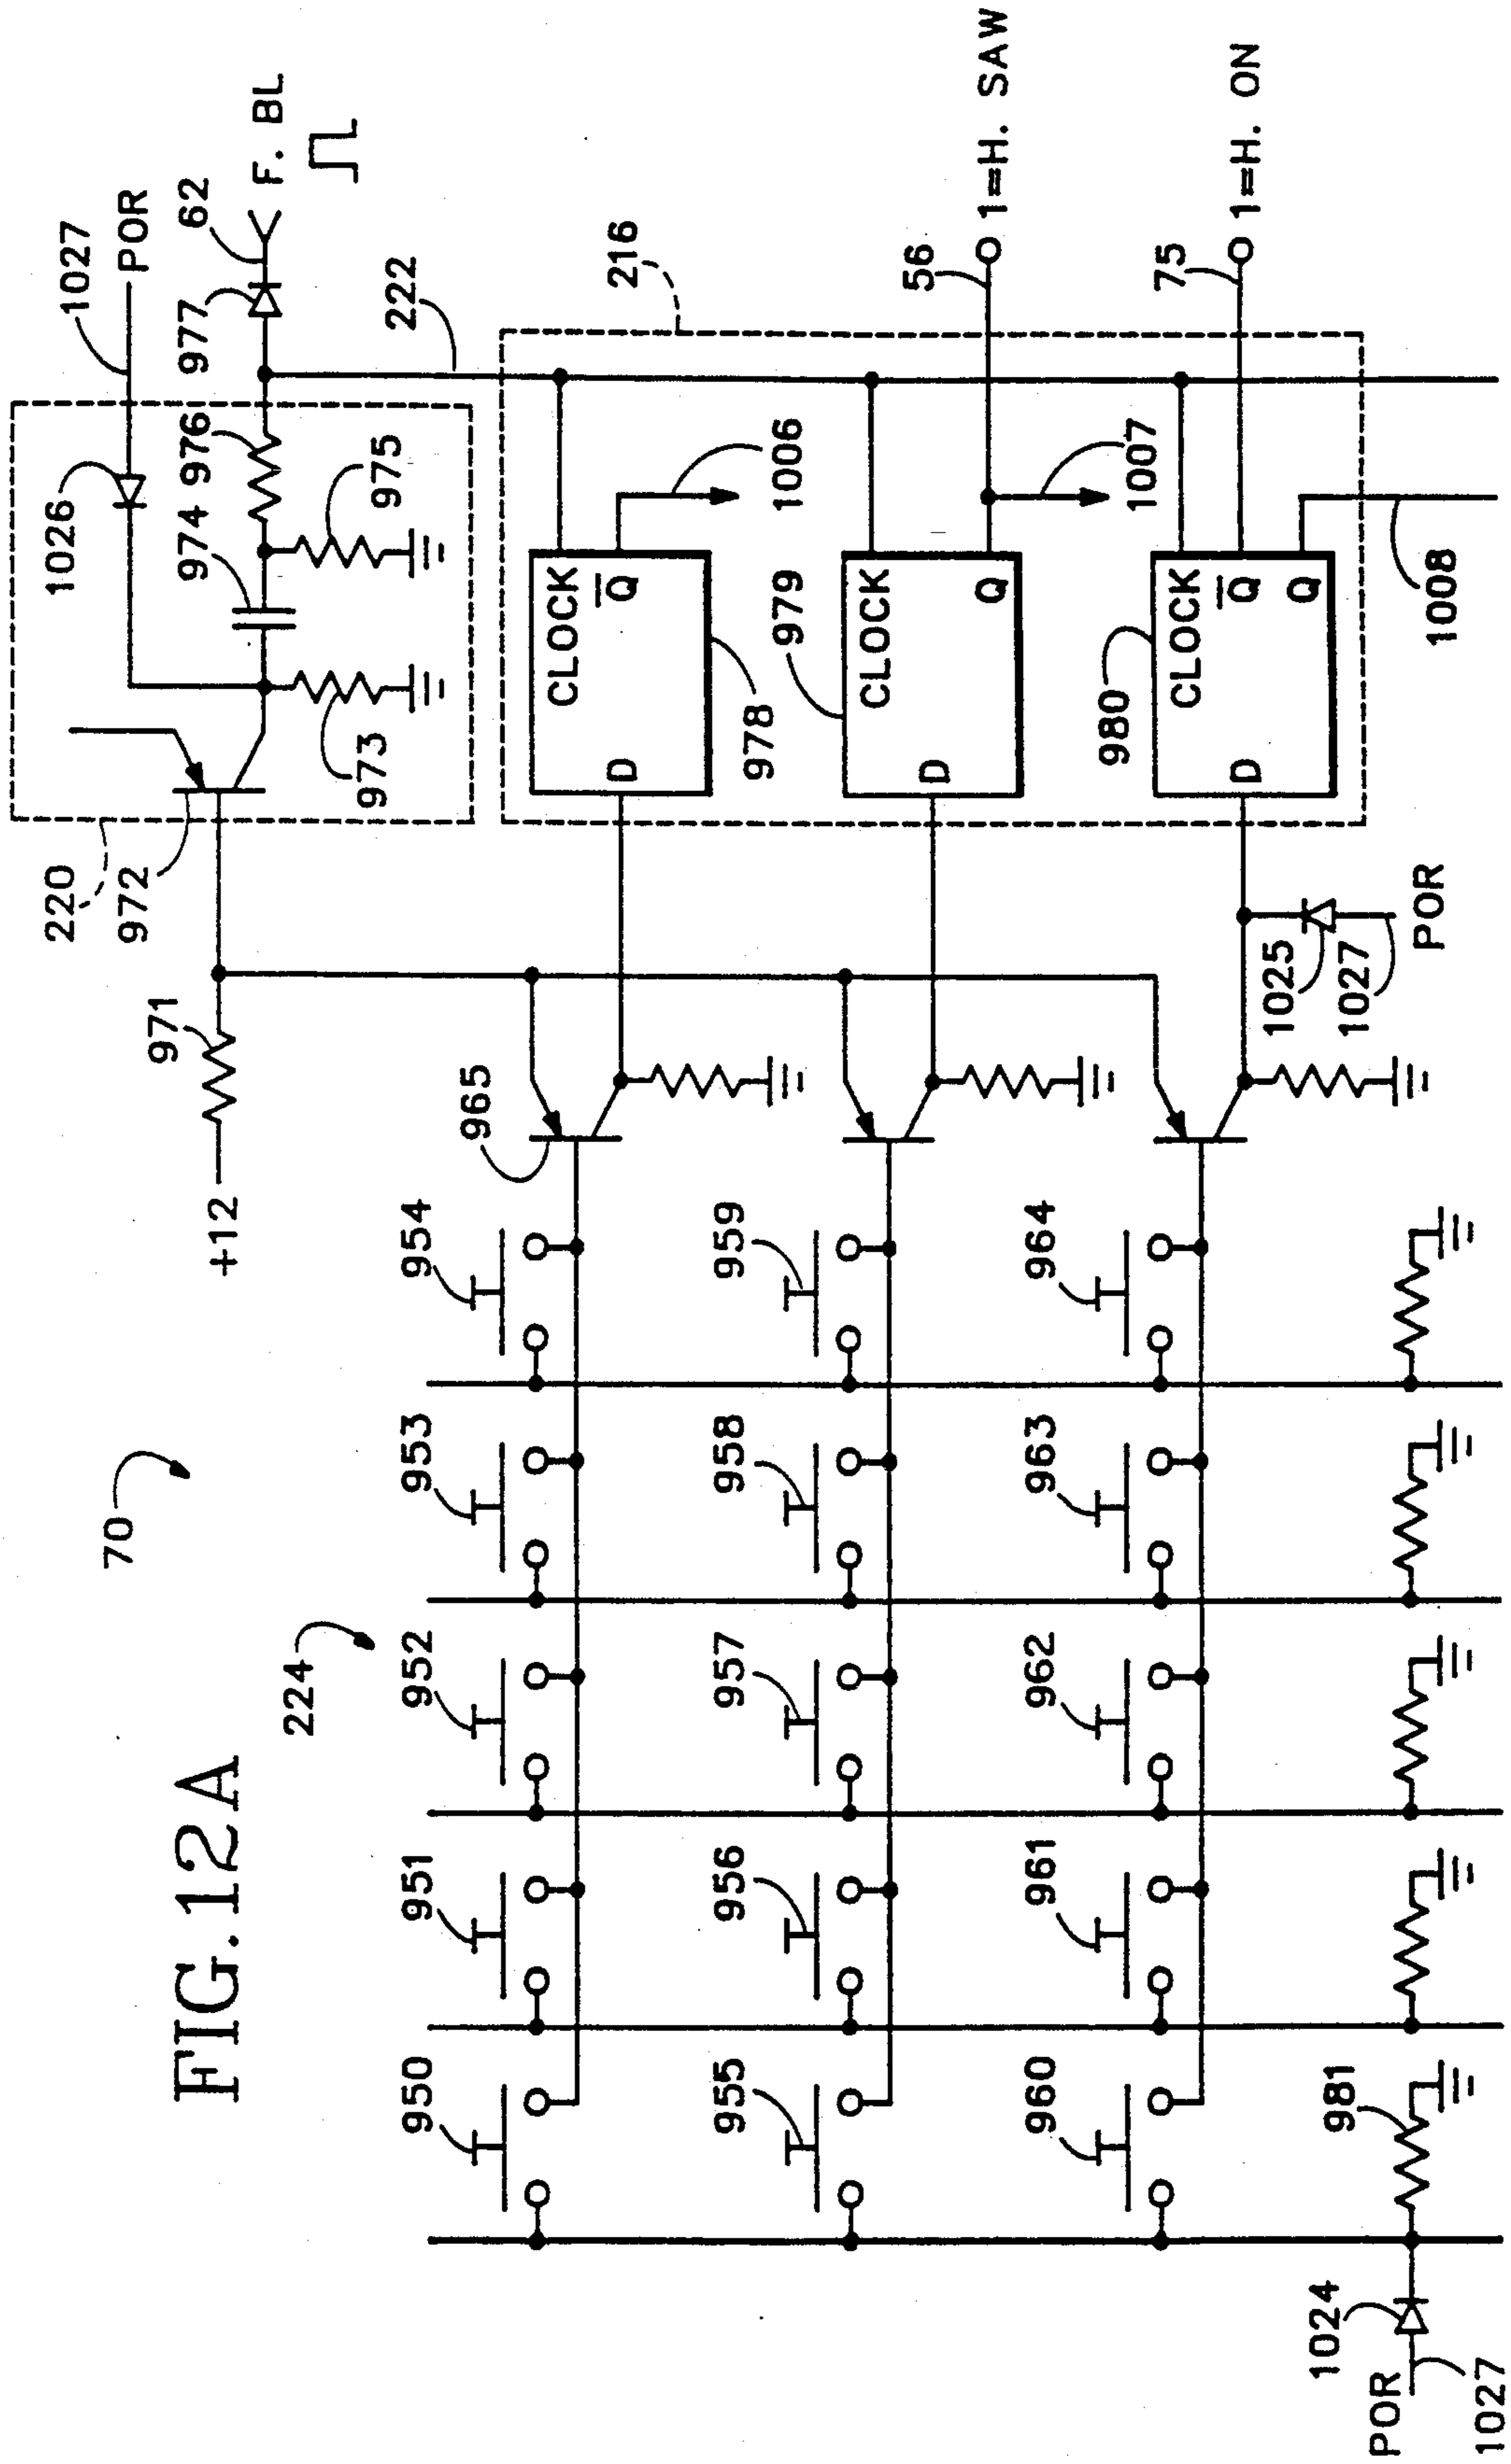 FIG.12A
70
224
+12
971
220
972
973
1026
974
976
975
1027
POR
977
62
F. BL
222
216
965
950
951
952
953
954
955
956
957
958
959
960
961
962
963
964
CLOCK
D
Q
978
1006
CLOCK
D
Q
979
56
1=H. SAW
1007
CLOCK
D
Q
Q
980
75
1=H. ON
1008
1025
1027
POR
981
1024
POR
1027